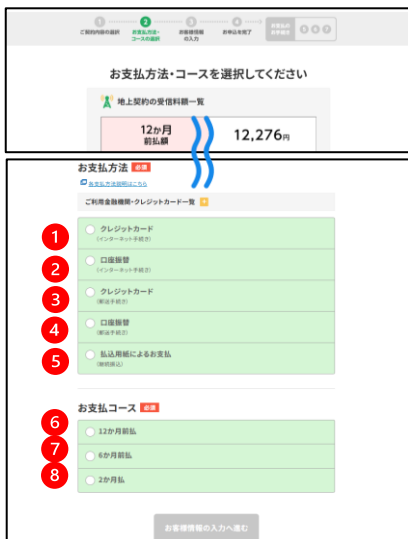 1 2 3 4
ご契約内容の選択 お支払方法・コースの選択 お客様情報の入力 お申込を完了
5 6 7
お支払方法・コースを選択してください
地上契約の受信料額一覧
12か月前払額 12,276円
お支払方法 必須
各支払方法説明はこちら
ご利用金融機関・クレジットカード一覧 +
1 クレジットカード
(インターネット手続き)
2 口座振替
(インターネット手続き)
3 クレジットカード
(郵送手続き)
4 口座振替
(郵送手続き)
5 払込用紙によるお支払
(継続振込)
お支払コース 必須
6 12か月前払
7 6か月前払
8 2か月払
お客様情報の入力へ進む